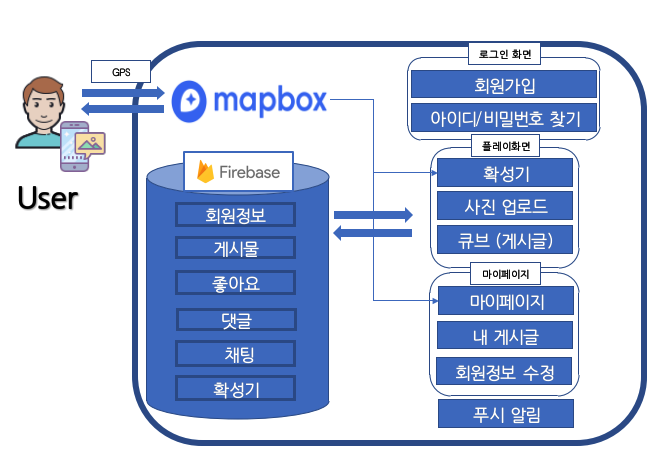 GPS
User
mapbox
Firebase
회원정보
게시물
좋아요
댓글
채팅
확성기
로그인 화면
회원가입
아이디/비밀번호 찾기
플레이화면
확성기
사진 업로드
큐브 (게시글)
마이페이지
마이페이지
내 게시글
회원정보 수정
푸시 알림